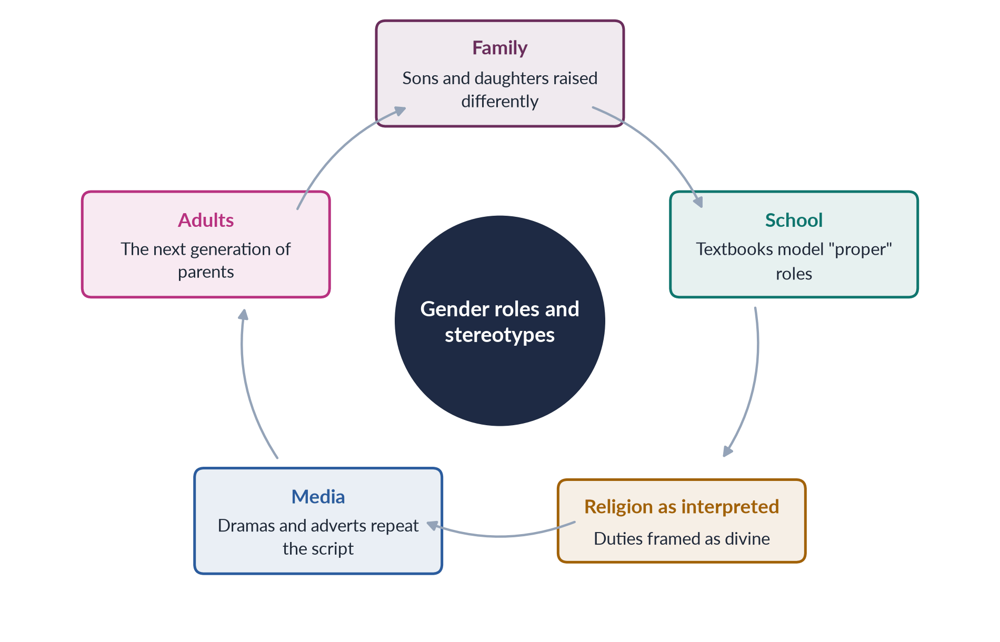 Family
Sons and daughters raised
differently
School
Textbooks model "proper"
roles
Religion as interpreted
Duties framed as divine
Media
Dramas and adverts repeat
the script
Adults
The next generation of
parents
Gender roles and
stereotypes